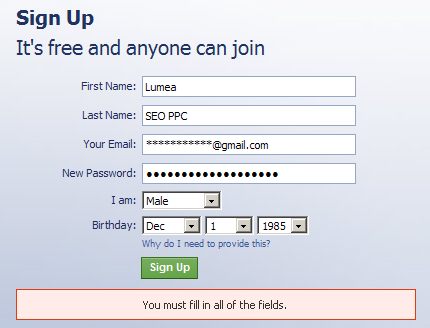 Sign Up
It's free and anyone can join
First Name: Lumea
Last Name: SEO PPC
Your Email: ***********@gmail.com
New Password: ●●●●●●●●●●●●●●●●●●●
I am: Male
Birthday: Dec 1 1985
Why do I need to provide this?
Sign Up
You must fill in all of the fields.